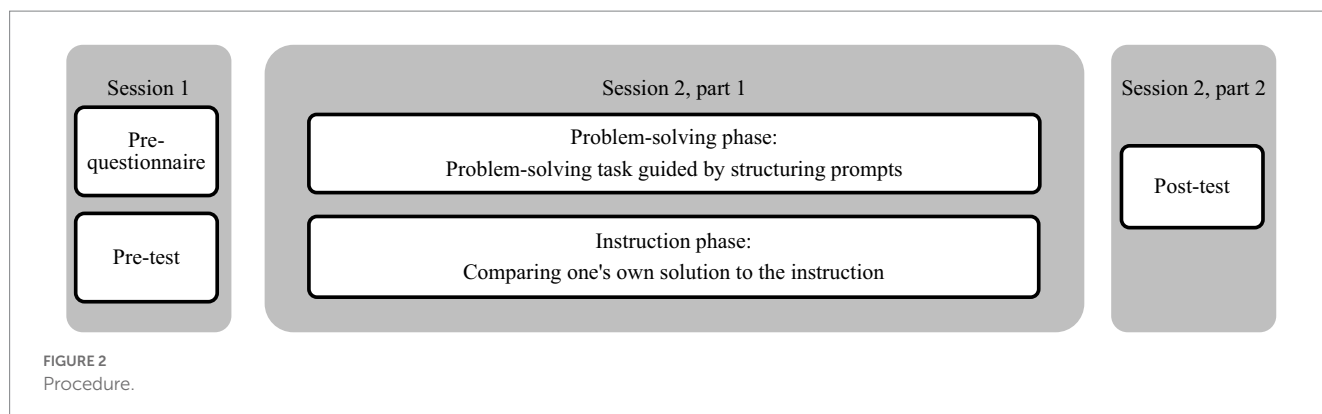 Session 1
Pre-
questionnaire
Pre-test
Session 2, part 1
Problem-solving phase:
Problem-solving task guided by structuring prompts
Instruction phase:
Comparing one's own solution to the instruction
Session 2, part 2
Post-test
FIGURE 2
Procedure.